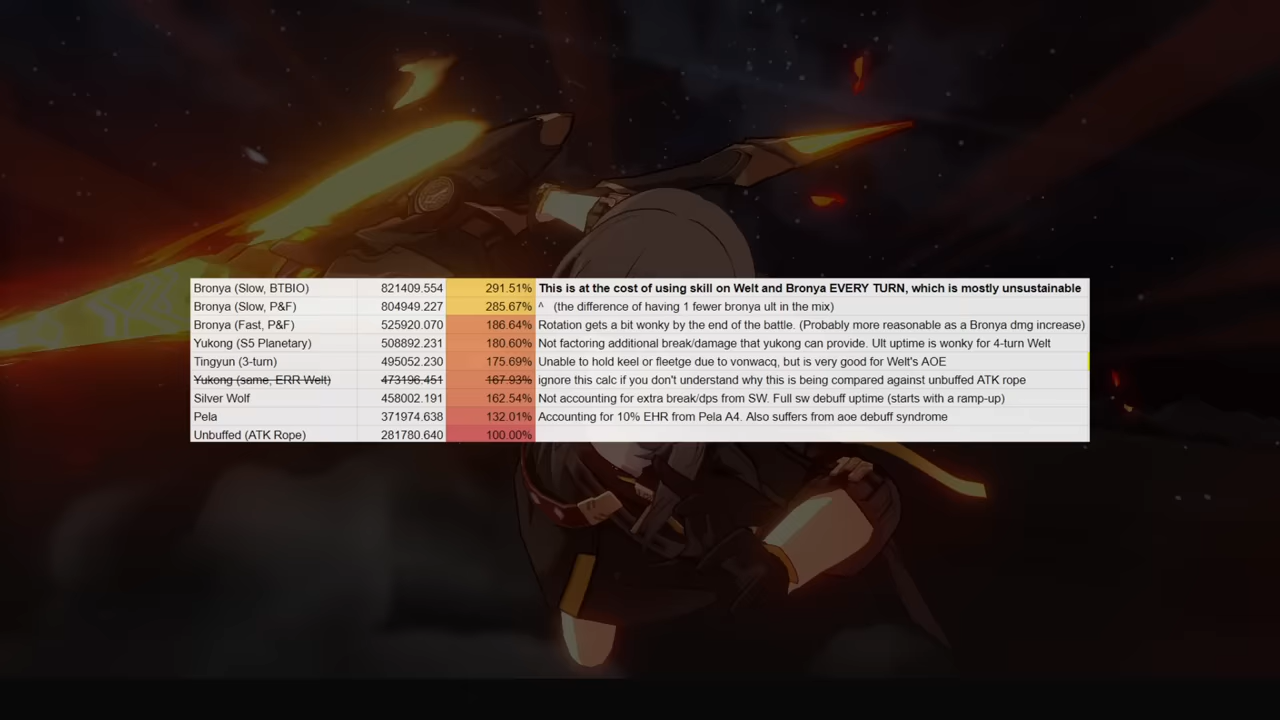 Bronya (Slow, BTBIO) 821409.554 291.51% This is at the cost of using skill on Welt and Bronya EVERY TURN, which is mostly unsustainable
Bronya (Slow, P&F) 804949.227 285.67% ^ (the difference of having 1 fewer bronya ult in the mix)
Bronya (Fast, P&F) 525920.070 186.64% Rotation gets a bit wonky by the end of the battle. (Probably more reasonable as a Bronya dmg increase)
Yukong (S5 Planetary) 508892.231 180.60% Not factoring additional break/damage that yukong can provide. Ult uptime is wonky for 4-turn Welt
Tingyun (3-turn) 495052.230 175.69% Unable to hold keel or fleetge due to vonwacq, but is very good for Welt's AOE
Yukong (same, ERR Welt) 473196.451 167.93% ignore this calc if you don't understand why this is being compared against unbuffed ATK rope
Silver Wolf 458002.191 162.54% Not accounting for extra break/dps from SW. Full sw debuff uptime (starts with a ramp-up)
Pela 371974.638 132.01% Accounting for 10% EHR from Pela A4. Also suffers from aoe debuff syndrome
Unbuffed (ATK Rope) 281780.640 100.00%